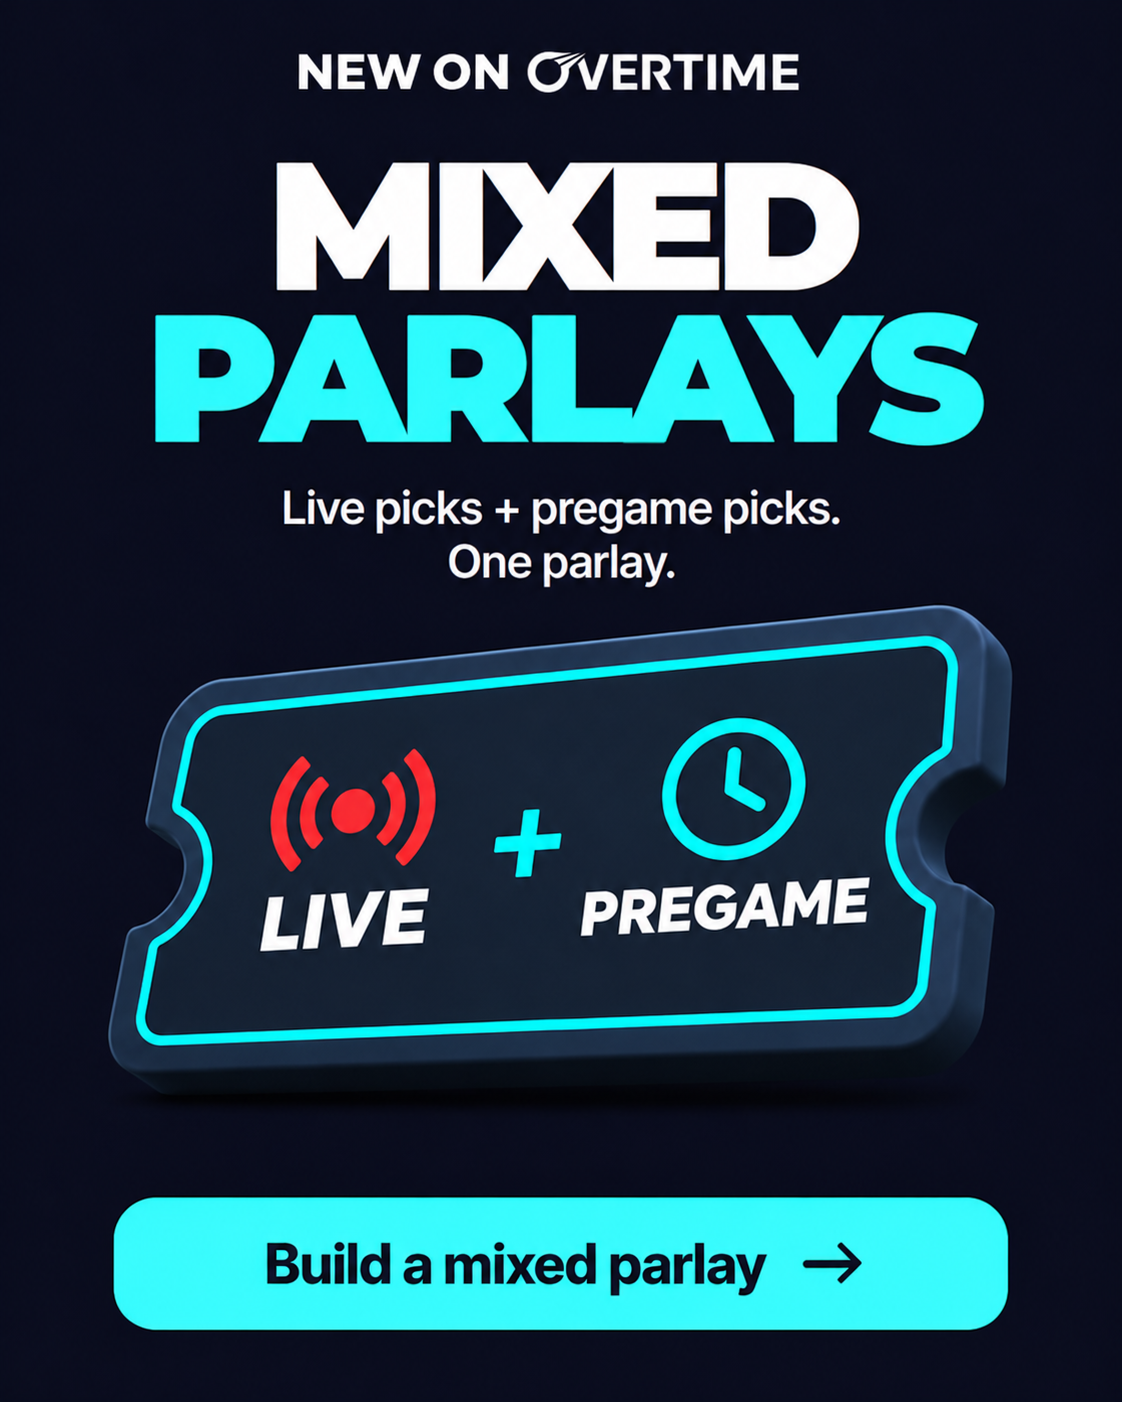 NEW ON OVERTIME
MIXED
PARLAYS
Live picks + pregame picks.
One parlay.
LIVE + PREGAME
Build a mixed parlay →